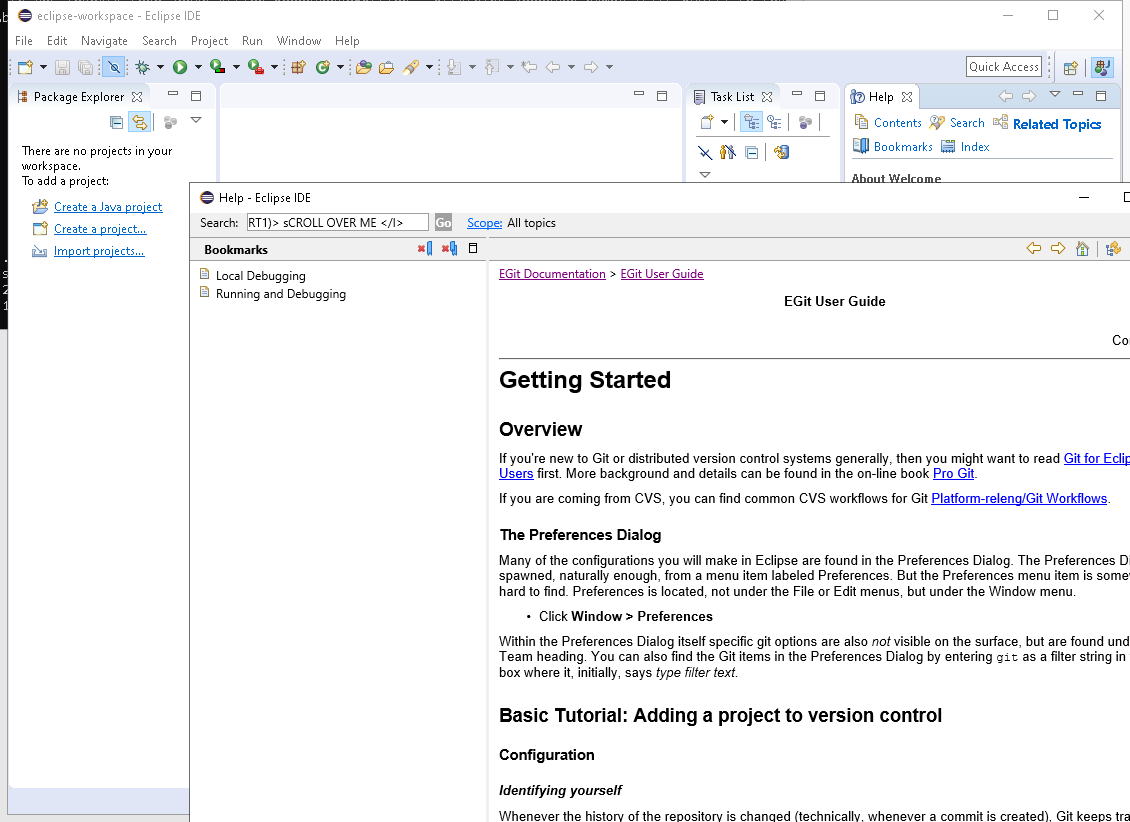 eclipse-workspace - Eclipse IDE
File Edit Navigate Search Project Run Window Help
Quick Access
Package Explorer
Task List
Help
Contents Search Related Topics
Bookmarks Index
About Welcome
There are no projects in your
workspace.
To add a project:
Create a Java project
Create a project...
Import projects...
Help - Eclipse IDE
Search: RT1)> sCROLL OVER ME </I> Go Scope: All topics
Bookmarks
Local Debugging
Running and Debugging
EGit Documentation > EGit User Guide
EGit User Guide
Getting Started
Overview
If you're new to Git or distributed version control systems generally, then you might want to read Git for Eclip
Users first. More background and details can be found in the on-line book Pro Git.
If you are coming from CVS, you can find common CVS workflows for Git Platform-releng/Git Workflows.
The Preferences Dialog
Many of the configurations you will make in Eclipse are found in the Preferences Dialog. The Preferences Di
spawned, naturally enough, from a menu item labeled Preferences. But the Preferences menu item is some
hard to find. Preferences is located, not under the File or Edit menus, but under the Window menu.
• Click Window > Preferences
Within the Preferences Dialog itself specific git options are also not visible on the surface, but are found und
Team heading. You can also find the Git items in the Preferences Dialog by entering git as a filter string in
box where it, initially, says type filter text.
Basic Tutorial: Adding a project to version control
Configuration
Identifying yourself
Whenever the history of the repository is changed (technically, whenever a commit is created), Git keeps tra